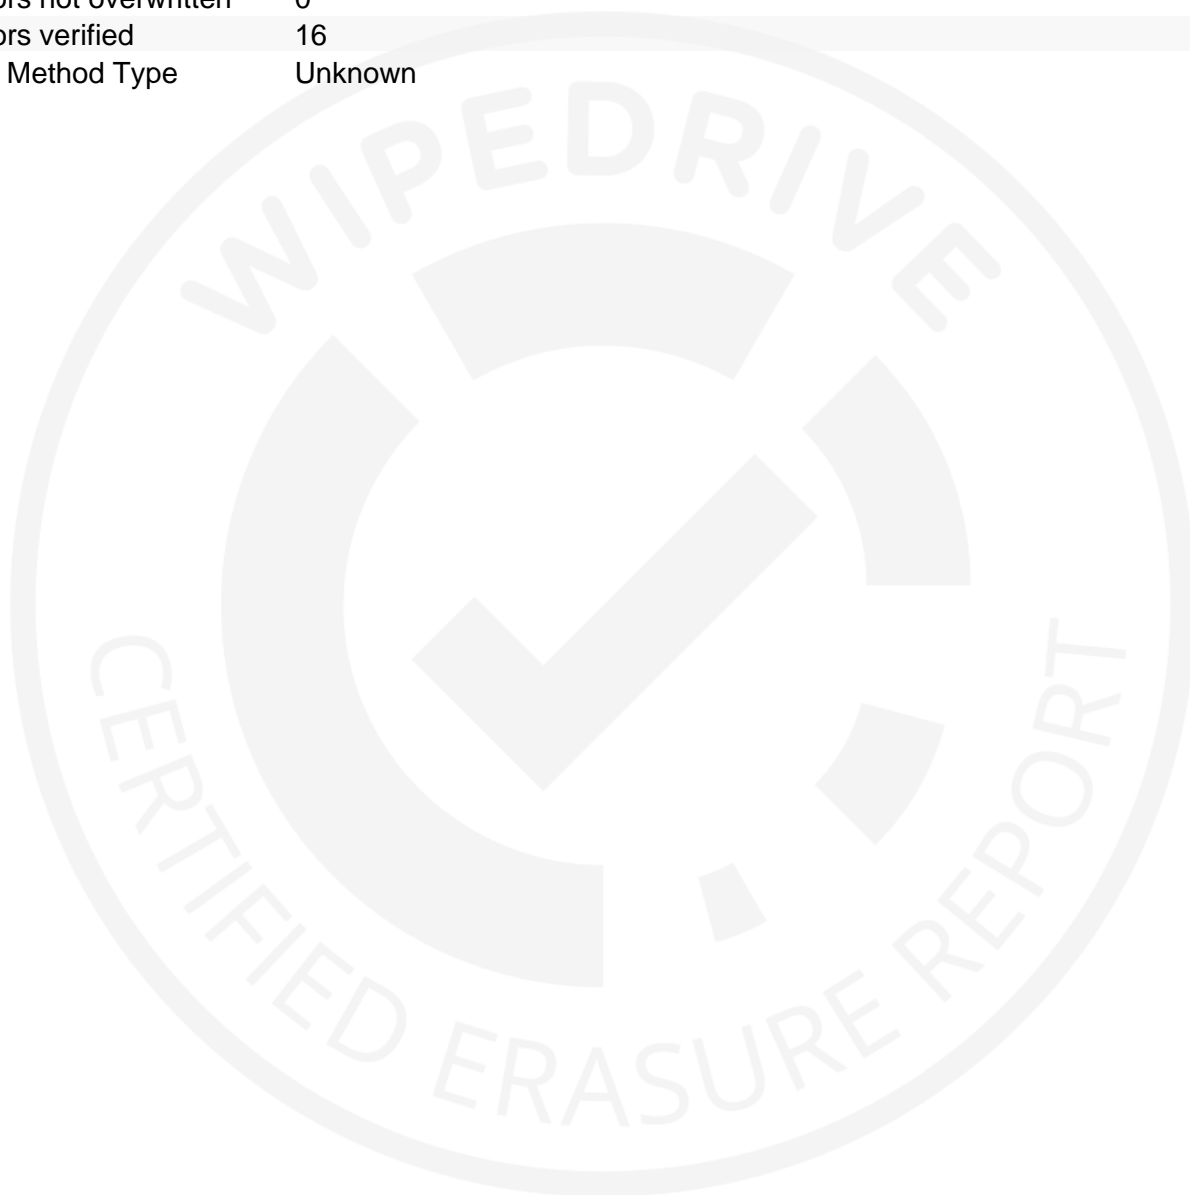 ors not overwritten 0
ors verified 16
Method Type Unknown
WIPEDRIVE
CERTIFIED ERASURE REPORT